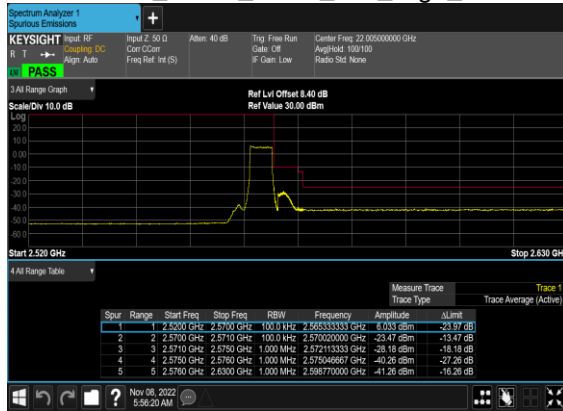 Spectrum Analyzer 1
Spurious Emissions
+
KEYSIGHT Input: RF Input Z: 50 Ω Atten: 40 dB Trig: Free Run Center Freq: 22.005000000 GHz
R T Coupling: DC Corr CCorr Gate: Off Avg|Hold: 100/100
Align: Auto Freq Ref: Int (S) IF Gain: Low Radio Std: None
PASS
3 All Range Graph
Ref Lvl Offset 8.40 dB
Scale/Div 10.0 dB Ref Value 30.00 dBm
Log
20.0
10.0
0.00
-10.0
-20.0
-30.0
-40.0
-50.0
-60.0
Start 2.520 GHz Stop 2.630 GH
4 All Range Table
Measure Trace Trace 1
Trace Type Trace Average (Active)
Spur Range Start Freq Stop Freq RBW Frequency Amplitude ΔLimit
1 1 2.5200 GHz 2.5700 GHz 100.0 kHz 2.565333333 GHz 6.033 dBm -23.97 dB
2 2 2.5700 GHz 2.5710 GHz 100.0 kHz 2.570020000 GHz -23.47 dBm -13.47 dB
3 3 2.5710 GHz 2.5750 GHz 1.000 MHz 2.572113333 GHz -28.18 dBm -18.18 dB
4 4 2.5750 GHz 2.5760 GHz 1.000 MHz 2.575046667 GHz -40.26 dBm -27.26 dB
5 5 2.5760 GHz 2.6300 GHz 1.000 MHz 2.598770000 GHz -41.26 dBm -16.26 dB
? Nov 08, 2022
5:56:20 AM